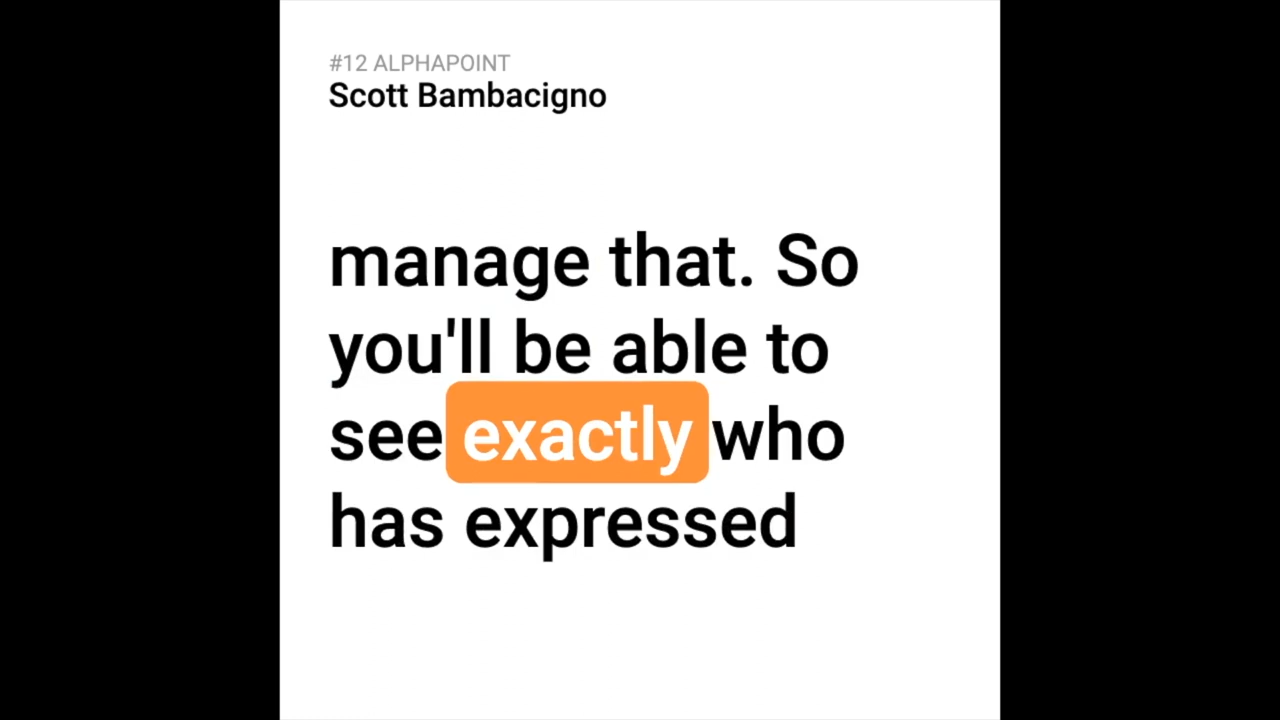 #12 ALPHAPOINT
Scott Bambacigno
manage that. So
you'll be able to
see exactly who
has expressed